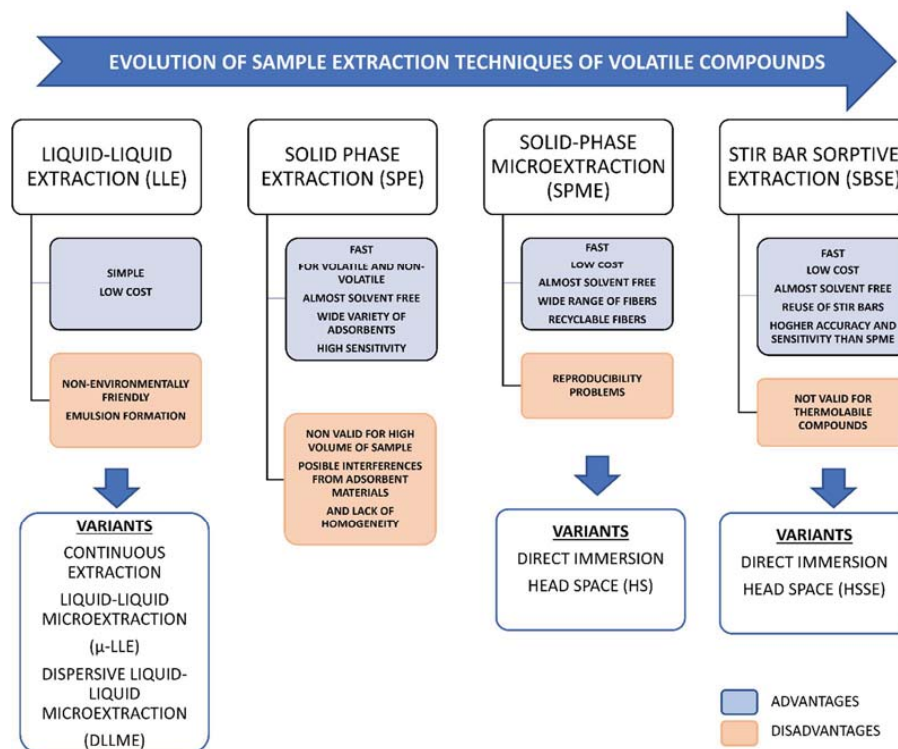 EVOLUTION OF SAMPLE EXTRACTION TECHNIQUES OF VOLATILE COMPOUNDS
LIQUID-LIQUID
EXTRACTION (LLE)
SIMPLE
LOW COST
NON-ENVIRONMENTALLY
FRIENDLY
EMULSION FORMATION
VARIANTS
CONTINUOUS
EXTRACTION
LIQUID-LIQUID
MICROEXTRACTION
(μ-LLE)
DISPERSIVE LIQUID-
LIQUID
MICROEXTRACTION
(DLLME)
SOLID PHASE
EXTRACTION (SPE)
FAST
FOR VOLATILE AND NON-
VOLATILE
ALMOST SOLVENT FREE
WIDE VARIETY OF
ADSORBENTS
HIGH SENSITIVITY
NON VALID FOR HIGH
VOLUME OF SAMPLE
POSIBLE INTERFERENCES
FROM ADSORBENT
MATERIALS
AND LACK OF
HOMOGENEITY
SOLID-PHASE
MICROEXTRACTION
(SPME)
FAST
LOW COST
ALMOST SOLVENT FREE
WIDE RANGE OF FIBERS
RECYCLABLE FIBERS
REPRODUCIBILITY
PROBLEMS
VARIANTS
DIRECT IMMERSION
HEAD SPACE (HS)
STIR BAR SORPTIVE
EXTRACTION (SBSE)
FAST
LOW COST
ALMOST SOLVENT FREE
REUSE OF STIR BARS
HOGHER ACCURACY AND
SENSITIVITY THAN SPME
NOT VALID FOR
THERMOLABILE
COMPOUNDS
VARIANTS
DIRECT IMMERSION
HEAD SPACE (HSSE)
ADVANTAGES
DISADVANTAGES